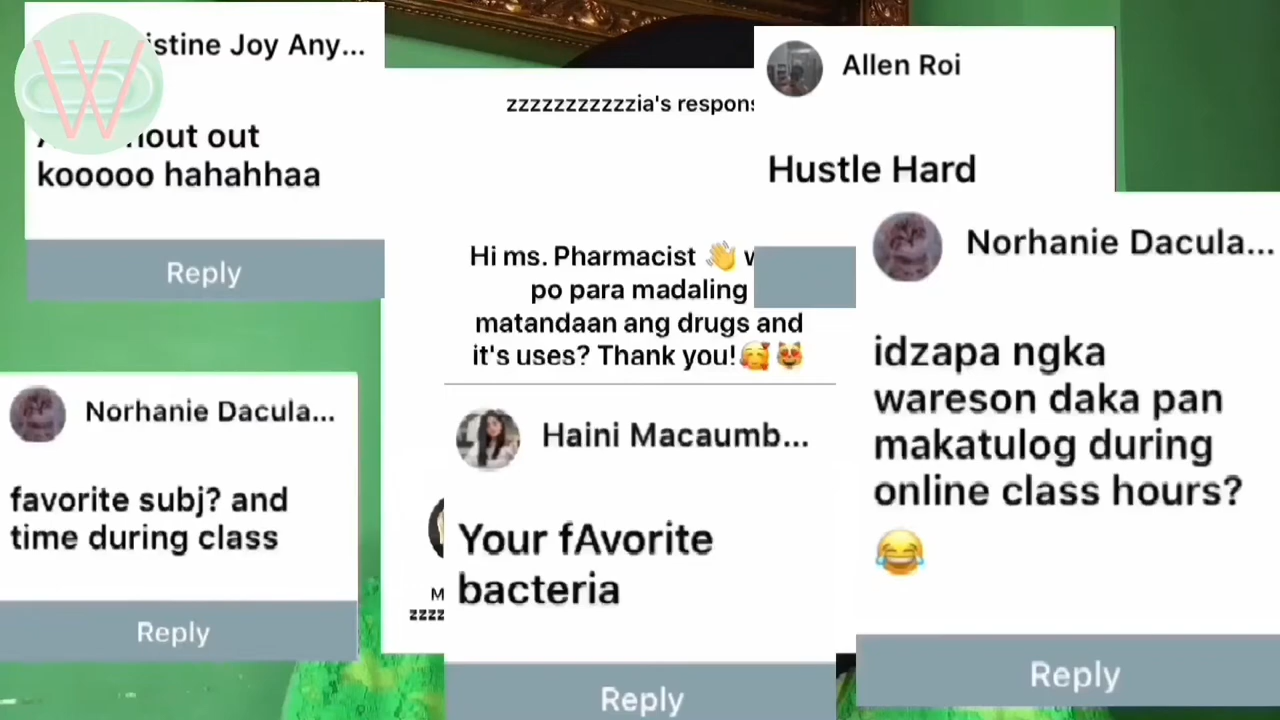 istine Joy Any...
out out
kooooo hahahhaa
Reply
zzzzzzzzzzzia's respons
Hi ms. Pharmacist 👋
po para madaling
matandaan ang drugs and
it's uses? Thank you!🥰😻
Allen Roi
Hustle Hard
Norhanie Dacula...
idzapa ngka
wareson daka pan
makatulog during
online class hours?
😂
Reply
Norhanie Dacula...
favorite subj? and
time during class
Reply
Haini Macaumb...
Your fAvorite
bacteria
Reply
M
zzzz
W